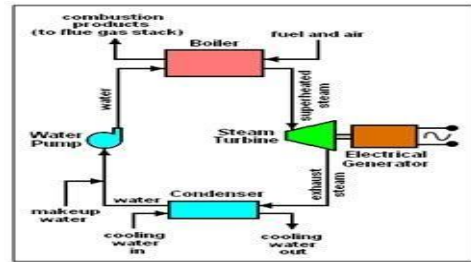 combustion
products
(to flue gas stack)
Boiler
fuel and air
water
superheated
steam
Water
Pump
Steam
Turbine
Electrical
Generator
exhaust
steam
makeup
water
water
Condenser
cooling
water
in
cooling
water
out